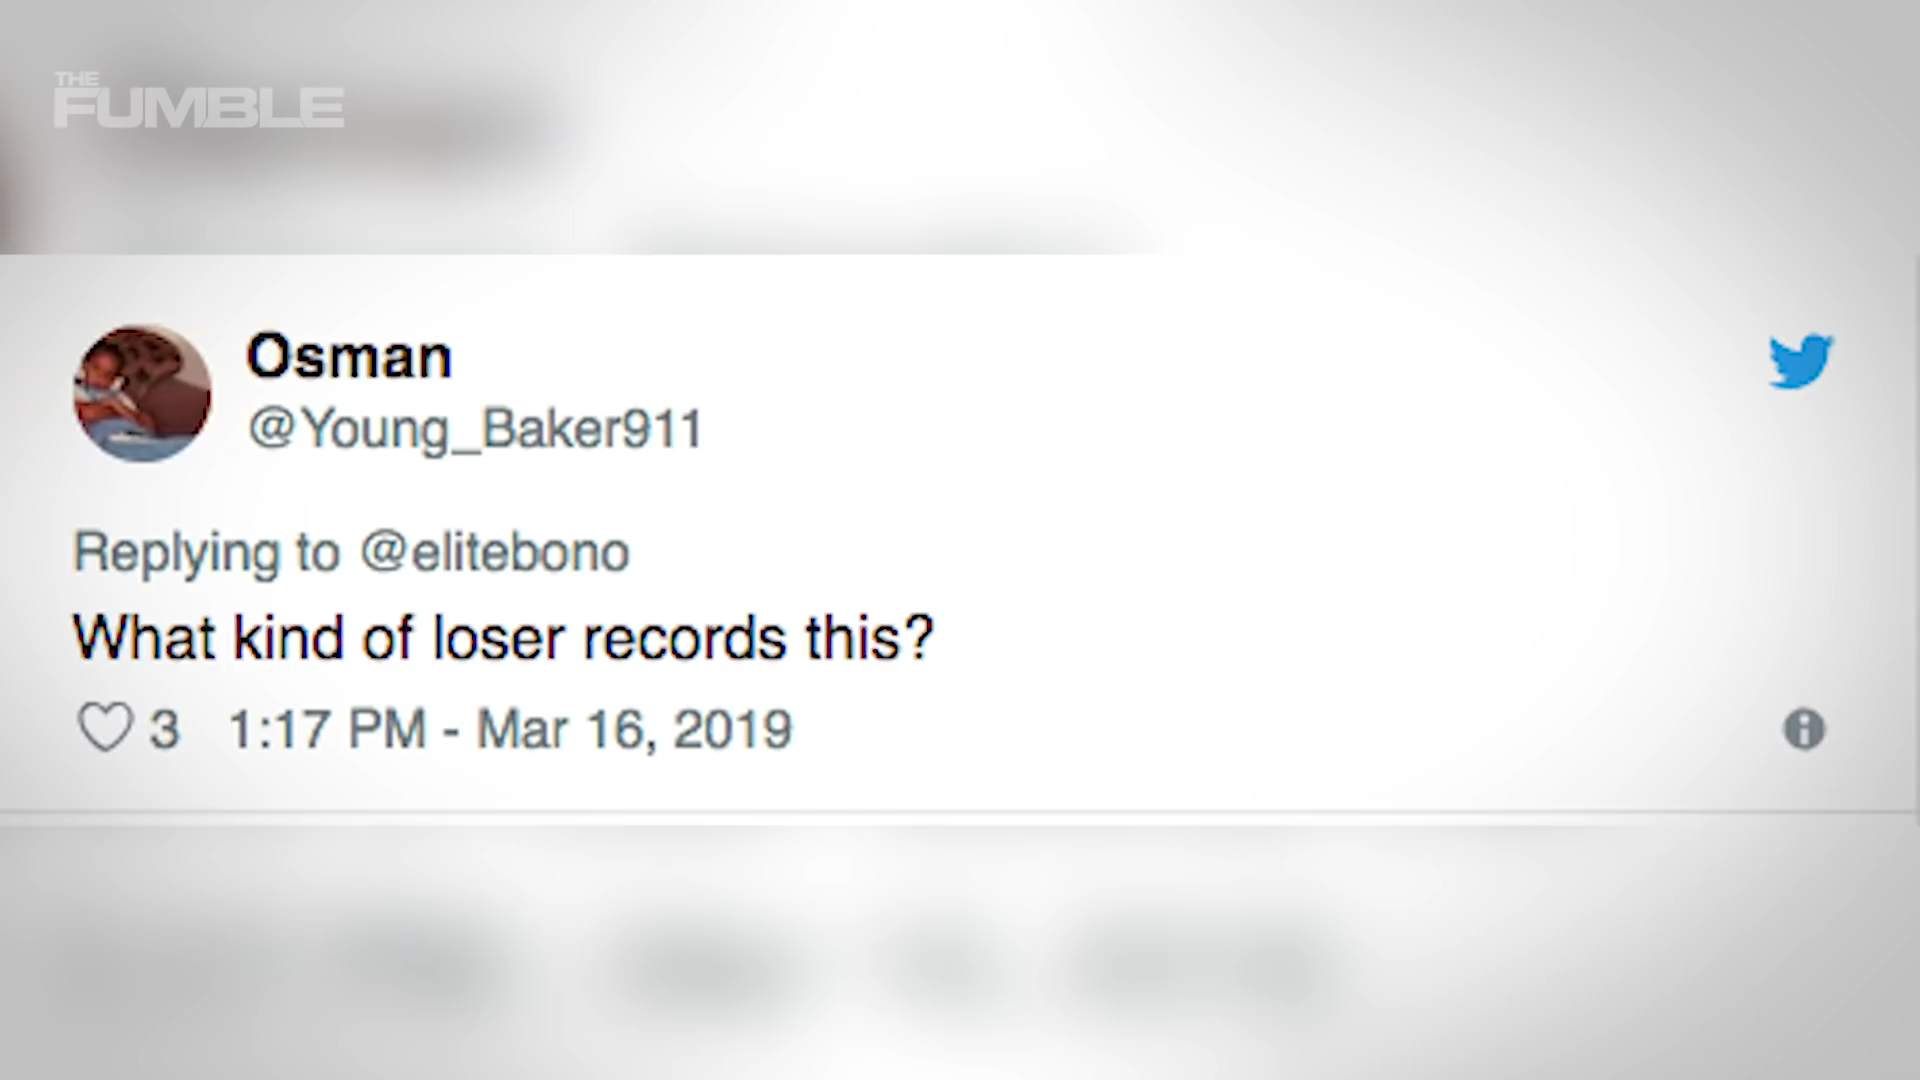 THE
FUMBLE
Osman
@Young_Baker911
Replying to @elitebono
What kind of loser records this?
3 1:17 PM - Mar 16, 2019